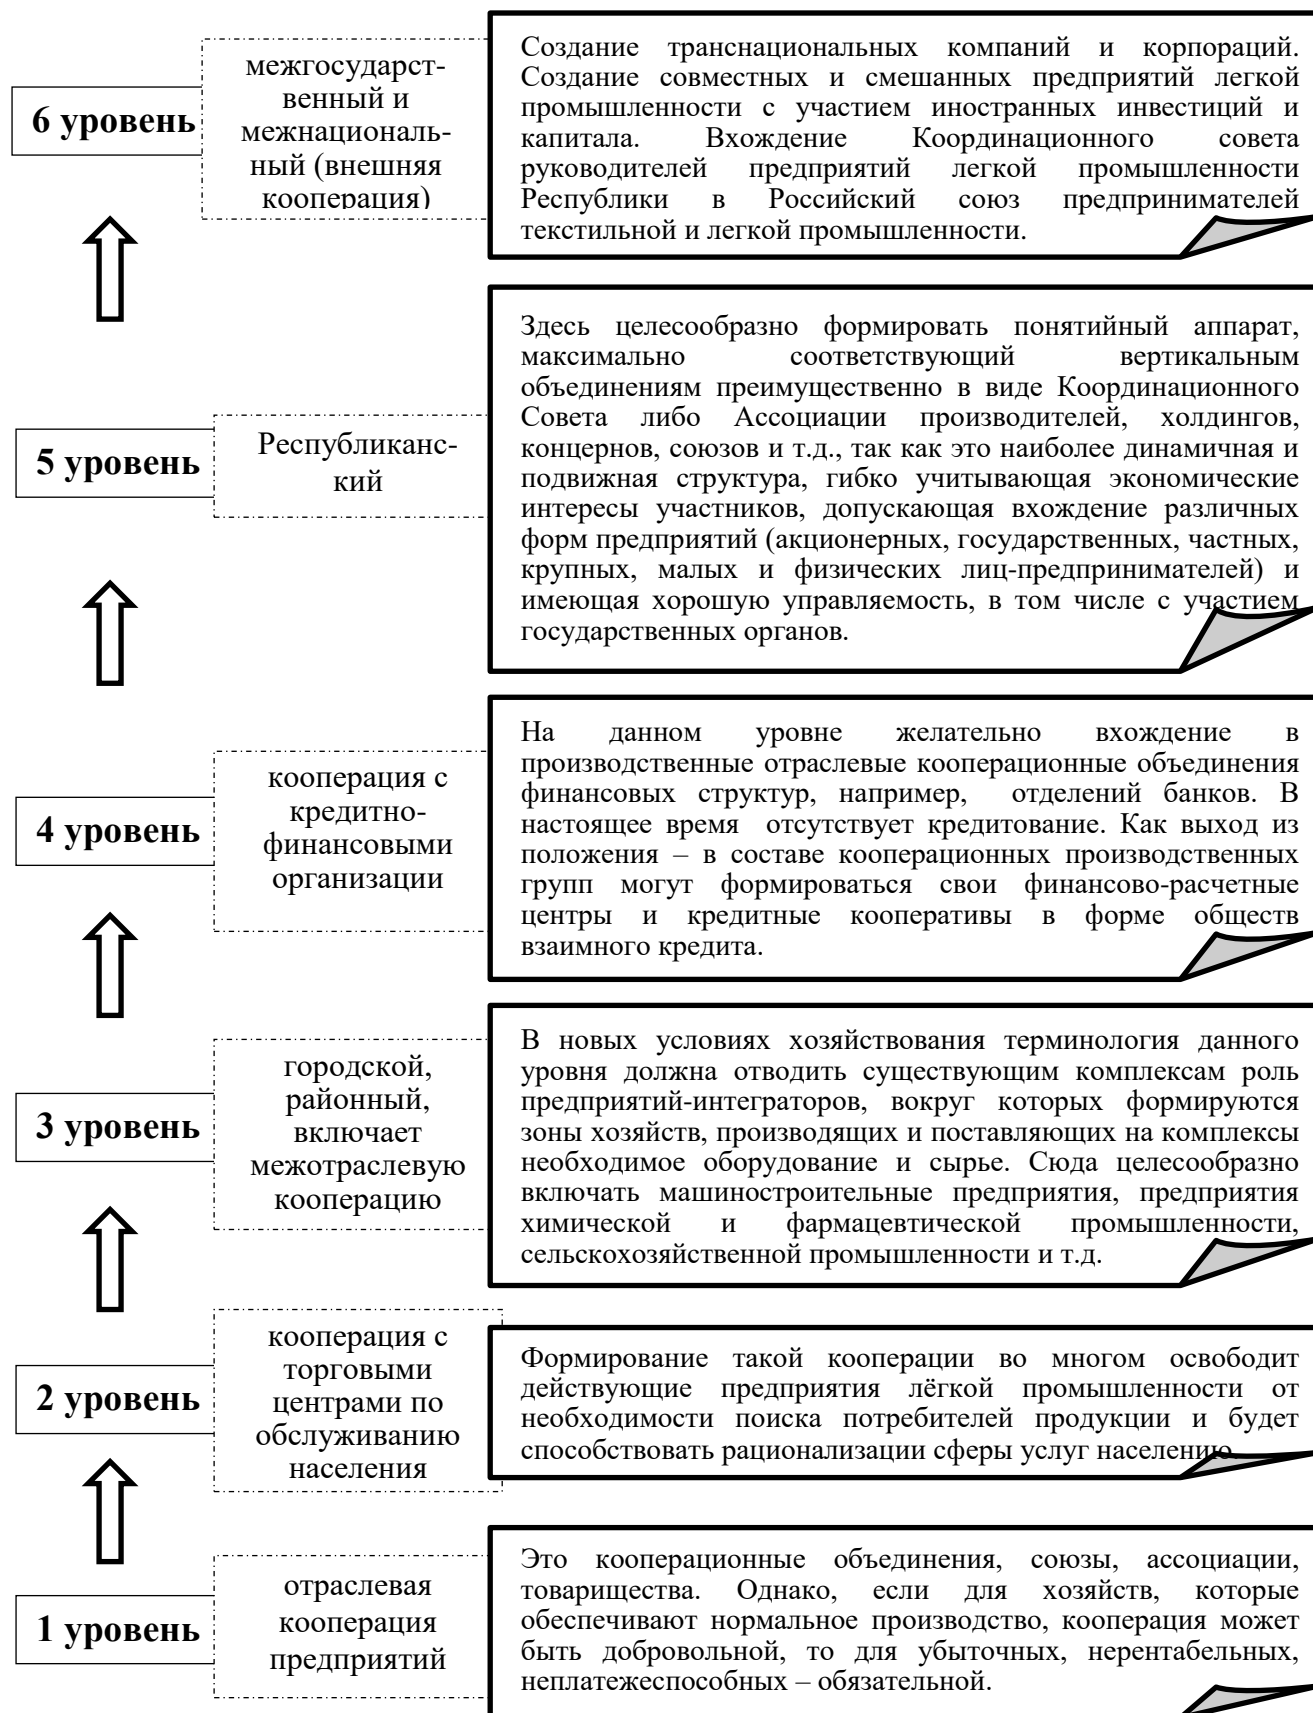 6 уровень
межгосударст-
венный и
межнациональ-
ный (внешняя
кооперация)
Создание транснациональных компаний и корпораций.
Создание совместных и смешанных предприятий легкой
промышленности с участием иностранных инвестиций и
капитала. Вхождение Координационного совета
руководителей предприятий легкой промышленности
Республики в Российский союз предпринимателей
текстильной и легкой промышленности.
5 уровень
Республиканс-
кий
Здесь целесообразно формировать понятийный аппарат,
максимально соответствующий вертикальным
объединениям преимущественно в виде Координационного
Совета либо Ассоциации производителей, холдингов,
концернов, союзов и т.д., так как это наиболее динамичная и
подвижная структура, гибко учитывающая экономические
интересы участников, допускающая вхождение различных
форм предприятий (акционерных, государственных, частных,
крупных, малых и физических лиц-предпринимателей) и
имеющая хорошую управляемость, в том числе с участием
государственных органов.
4 уровень
кооперация с
кредитно-
финансовыми
организации
На данном уровне желательно вхождение в
производственные отраслевые кооперационные объединения
финансовых структур, например, отделений банков. В
настоящее время отсутствует кредитование. Как выход из
положения – в составе кооперационных производственных
групп могут формироваться свои финансово-расчетные
центры и кредитные кооперативы в форме обществ
взаимного кредита.
3 уровень
городской,
районный,
включает
межотраслевую
кооперацию
В новых условиях хозяйствования терминология данного
уровня должна отводить существующим комплексам роль
предприятий-интеграторов, вокруг которых формируются
зоны хозяйств, производящих и поставляющих на комплексы
необходимое оборудование и сырье. Сюда целесообразно
включать машиностроительные предприятия, предприятия
химической и фармацевтической промышленности,
сельскохозяйственной промышленности и т.д.
2 уровень
кооперация с
торговыми
центрами по
обслуживанию
населения
Формирование такой кооперации во многом освободит
действующие предприятия лёгкой промышленности от
необходимости поиска потребителей продукции и будет
способствовать рационализации сферы услуг населению.
1 уровень
отраслевая
кооперация
предприятий
Это кооперационные объединения, союзы, ассоциации,
товарищества. Однако, если для хозяйств, которые
обеспечивают нормальное производство, кооперация может
быть добровольной, то для убыточных, нерентабельных,
неплатежеспособных – обязательной.